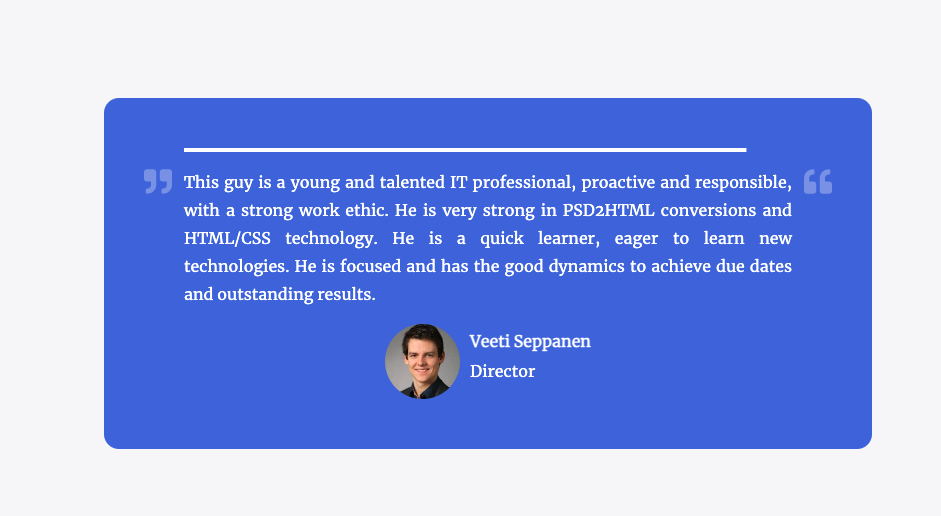 This guy is a young and talented IT professional, proactive and responsible,
with a strong work ethic. He is very strong in PSD2HTML conversions and
HTML/CSS technology. He is a quick learner, eager to learn new
technologies. He is focused and has the good dynamics to achieve due dates
and outstanding results.
Veeti Seppanen
Director